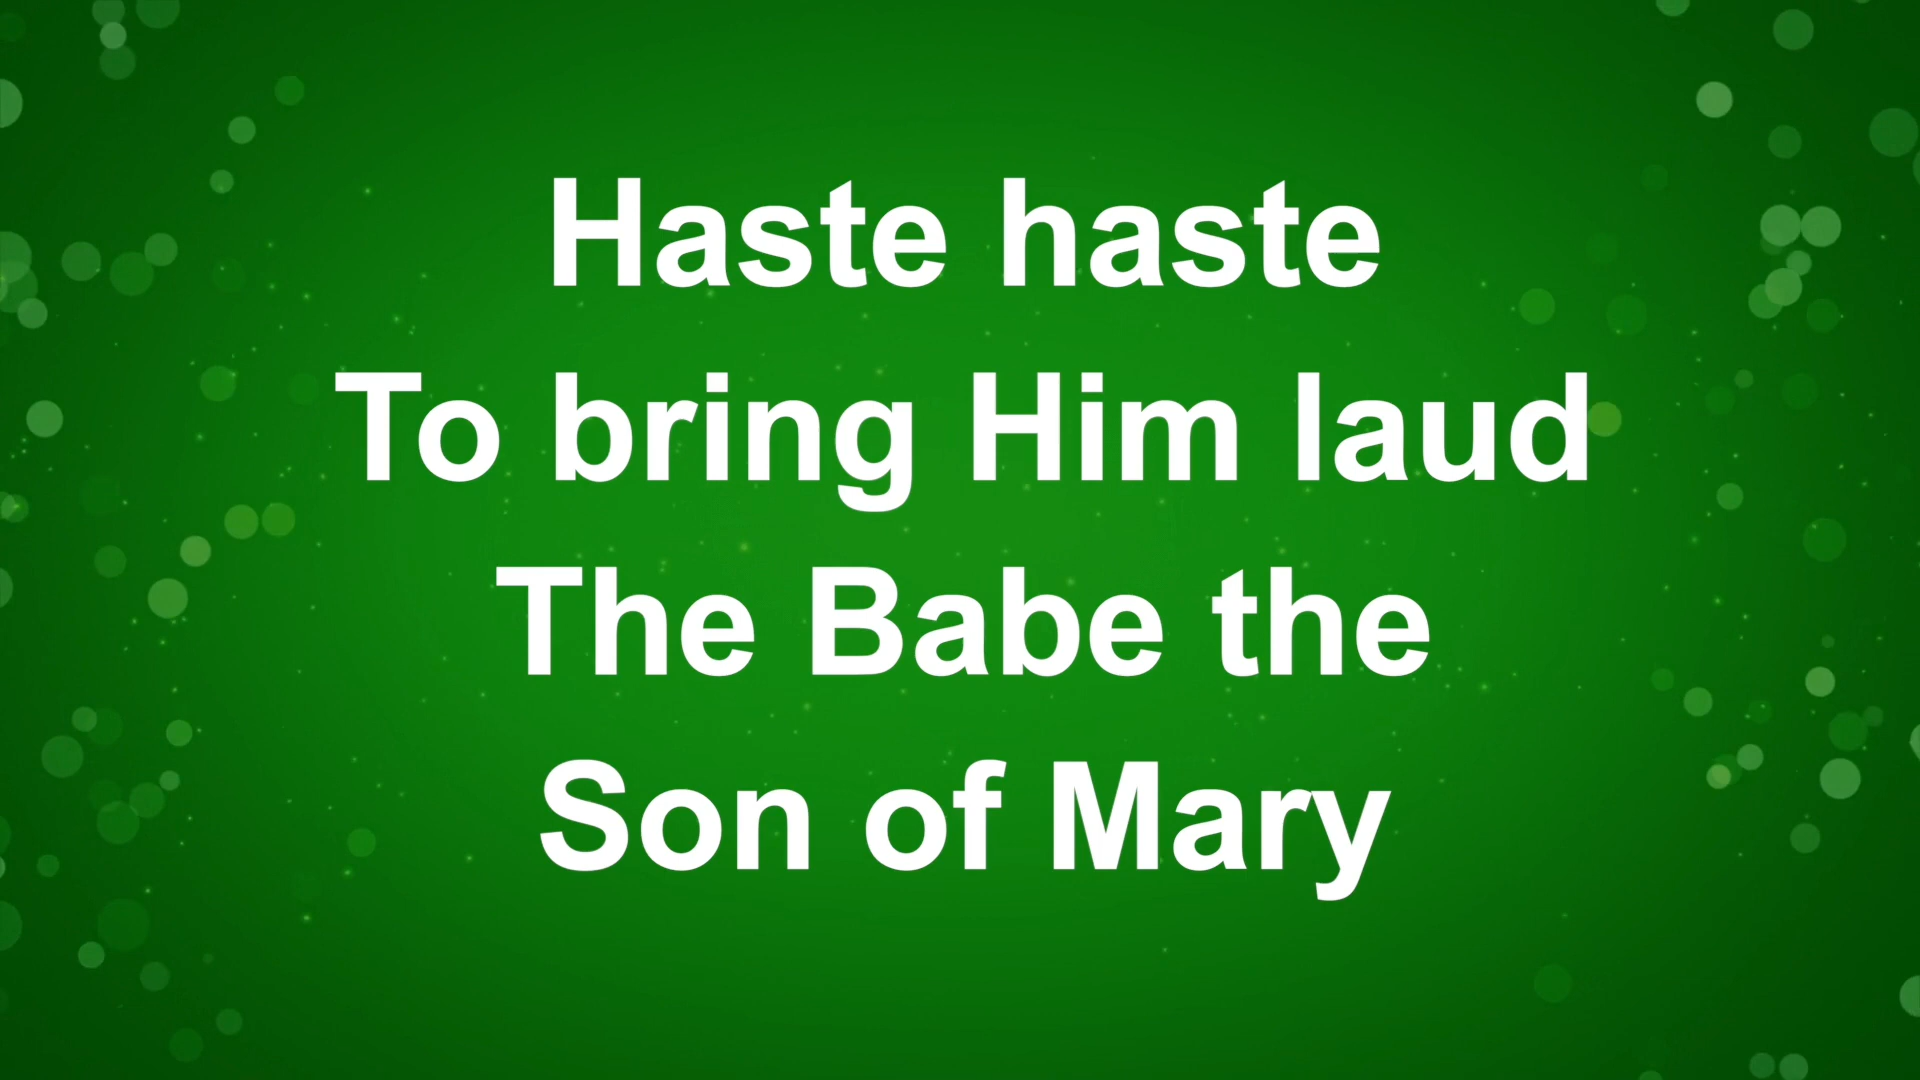 Haste haste
To bring Him laud
The Babe the
Son of Mary